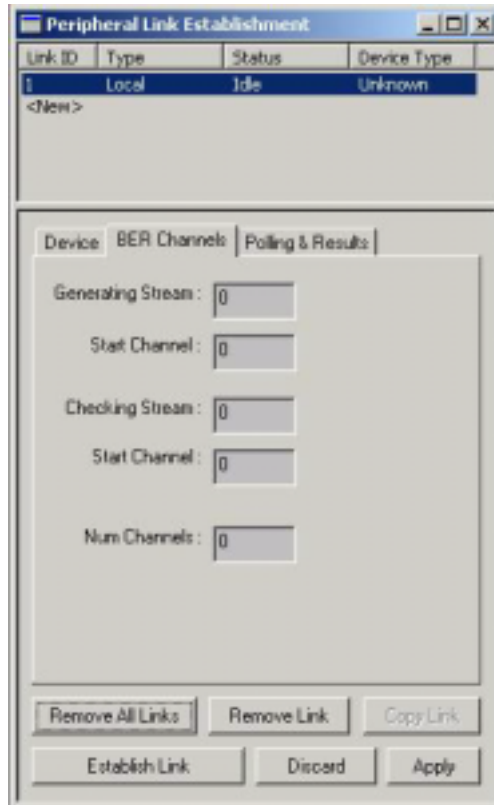 Peripheral Link Establishment
Link ID Type Status Device Type
1 Local Idle Unknown
<New>
Device BER Channels Polling & Results
Generating Stream : 0
Start Channel : 0
Checking Stream : 0
Start Channel : 0
Num Channels : 0
Remove All Links Remove Link Copy Link
Establish Link Discard Apply